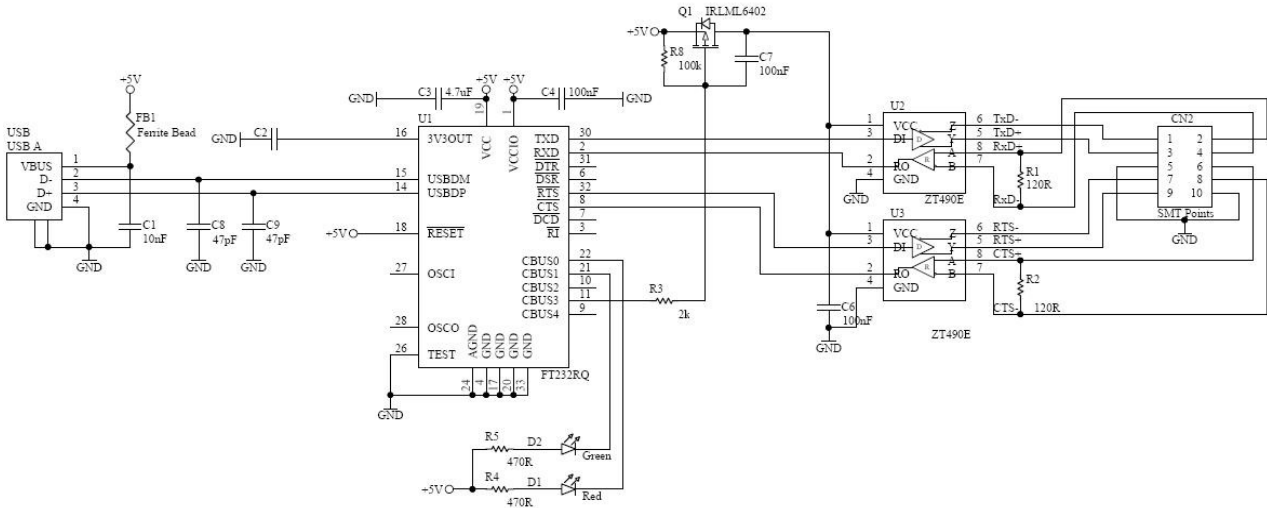 Q1 IRLML6402
+5V
R8
100k
C7
100nF
+5V
FB1
Ferrite Bead
USB
USB A
VBUS 1
D- 2
D+ 3
GND 4
GND
C1
10nF
GND
C8
47pF
GND
C9
47pF
GND
GND C2
GND C3 4.7uF
+5V
+5V
C4 100nF GND
U1
19
1
VCC
VCCIO
16 3V3OUT
15 USBDM
14 USBDP
+5V 18 RESET
27 OSCI
28 OSCO
26 TEST
GND
TXD 30
RXD 2
DTR 31
DSR 6
RTS 32
CTS 8
DCD 7
RI 3
CBUS0 22
CBUS1 21
CBUS2 10
CBUS3 11
CBUS4 9
AGND
GND
GND
GND
GND
24
4
17
20
33
FT232RQ
R3
2k
R5 D2
470R Green
R4 D1
+5V
470R Red
U2
1 VCC Z 6 TxD-
3 DI D Y 5 TxD+
A 8 RxD+
2 RO R B 7
4 GND
GND
ZT490E
R1
120R
RxD-
U3
1 VCC Z 6 RTS-
3 DI D Y 5 RTS+
A 8 CTS+
2 RO R B 7
4 GND
C6
100nF
GND
ZT490E
R2
CTS- 120R
CN2
1 2
3 4
5 6
7 8
9 10
SMT Points
GND